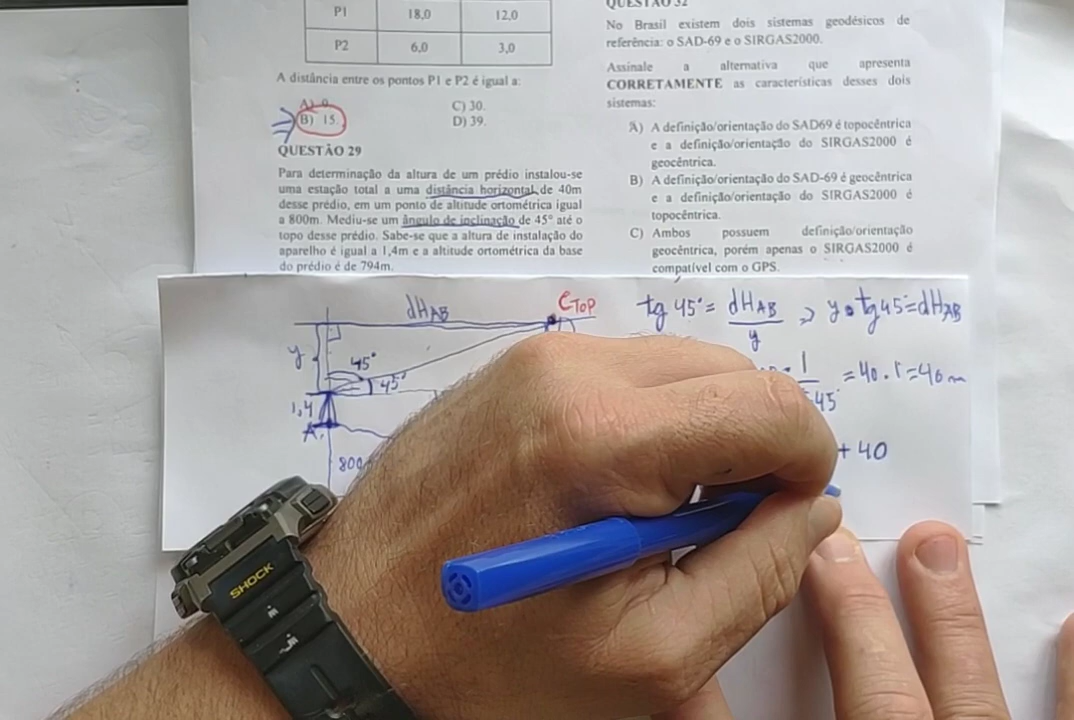 P1 18,0 12,0
P2 6,0 3,0
A distância entre os pontos P1 e P2 é igual a:
A) 9.
C) 30.
B) 15.
D) 39.
QUESTÃO 29
Para determinação da altura de um prédio instalou-se
uma estação total a uma distância horizontal de 40m
desse prédio, em um ponto de altitude ortométrica igual
a 800m. Mediu-se um ângulo de inclinação de 45° até o
topo desse prédio. Sabe-se que a altura de instalação do
aparelho é igual a 1,4m e a altitude ortométrica da base
do prédio é de 794m.
QUESTÃO 32
No Brasil existem dois sistemas geodésicos de
referência: o SAD-69 e o SIRGAS2000.
Assinale a alternativa que apresenta
CORRETAMENTE as características desses dois
sistemas:
A) A definição/orientação do SAD69 é topocêntrica
e a definição/orientação do SIRGAS2000 é
geocêntrica.
B) A definição/orientação do SAD-69 é geocêntrica
e a definição/orientação do SIRGAS2000 é
topocêntrica.
C) Ambos possuem definição/orientação
geocêntrica, porém apenas o SIRGAS2000 é
compatível com o GPS.
dHAB
CTOP
y
45°
45°
1,4
A
800
tg 45° = dHAB / y => y . tg 45 = dHAB
1
45° = 40 . 1 = 40 m
+ 40
SHOCK